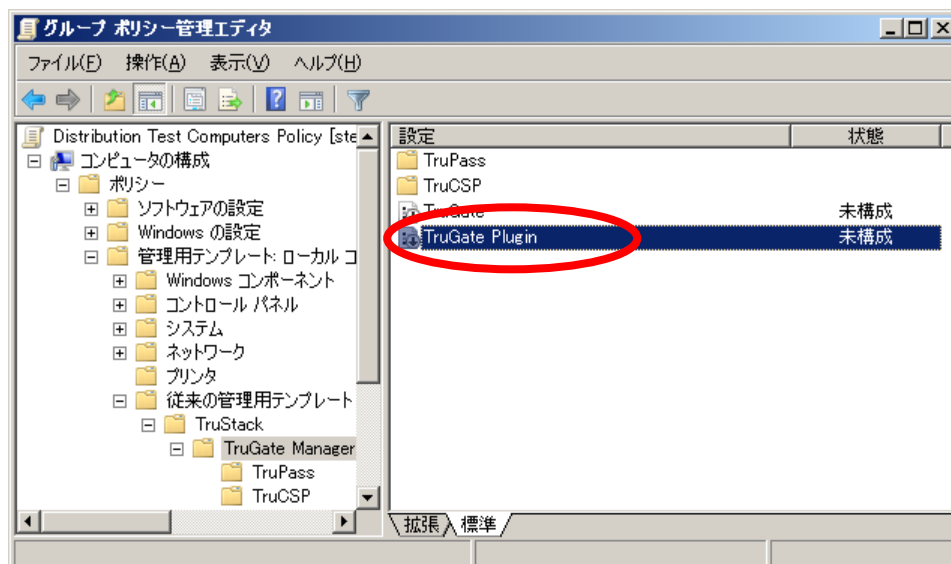 グループ ポリシー管理エディタ
ファイル(F) 操作(A) 表示(V) ヘルプ(H)
Distribution Test Computers Policy [ste
コンピュータの構成
ポリシー
ソフトウェアの設定
Windows の設定
管理用テンプレート: ローカル コ
Windows コンポーネント
コントロール パネル
システム
ネットワーク
プリンタ
従来の管理用テンプレート
TruStack
TruGate Manager
TruPass
TruCSP
設定 状態
TruPass
TruCSP
TruGate 未構成
TruGate Plugin 未構成
拡張 標準